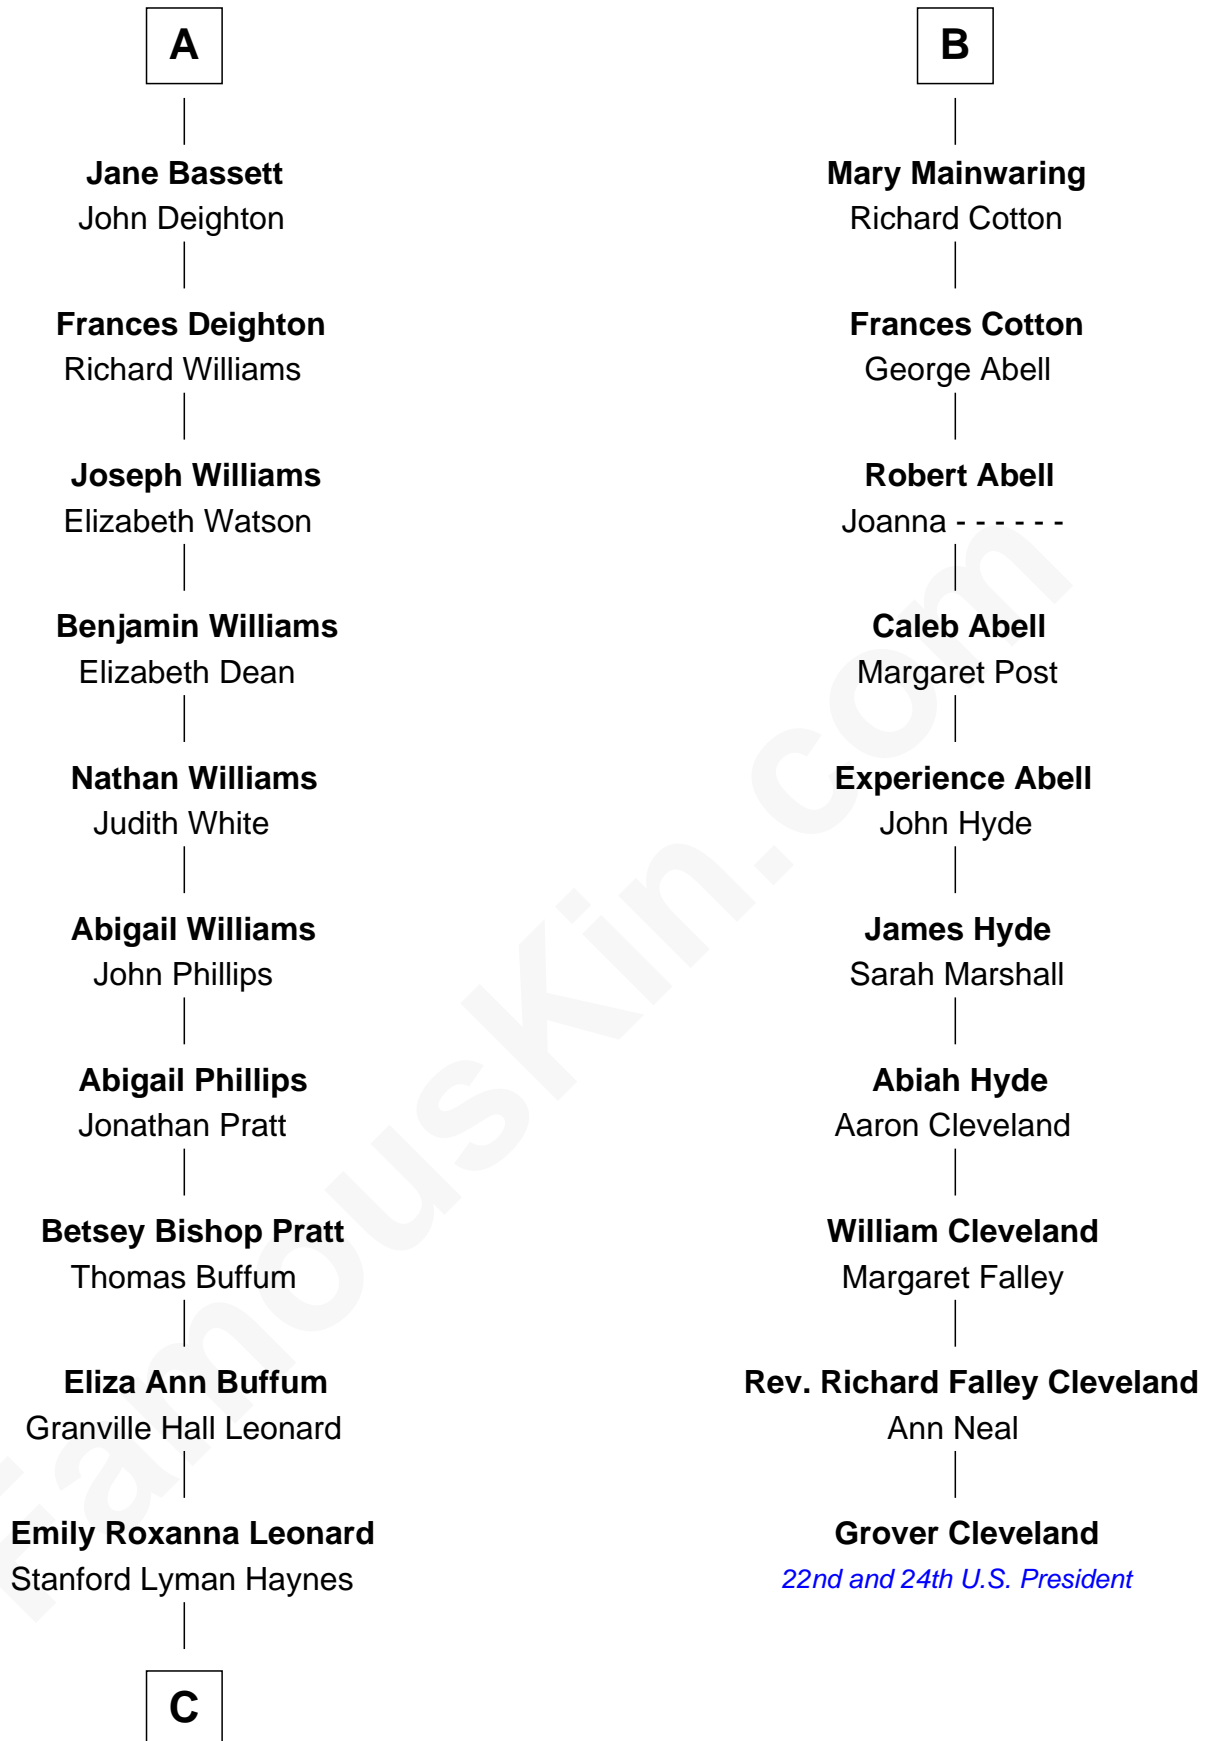 A
Jane Bassett
John Deighton
Frances Deighton
Richard Williams
Joseph Williams
Elizabeth Watson
Benjamin Williams
Elizabeth Dean
Nathan Williams
Judith White
Abigail Williams
John Phillips
Abigail Phillips
Jonathan Pratt
Betsey Bishop Pratt
Thomas Buffum
Eliza Ann Buffum
Granville Hall Leonard
Emily Roxanna Leonard
Stanford Lyman Haynes
C
B
Mary Mainwaring
Richard Cotton
Frances Cotton
George Abell
Robert Abell
Joanna - - - - - -
Caleb Abell
Margaret Post
Experience Abell
John Hyde
James Hyde
Sarah Marshall
Abiah Hyde
Aaron Cleveland
William Cleveland
Margaret Falley
Rev. Richard Falley Cleveland
Ann Neal
Grover Cleveland
22nd and 24th U.S. President
FamousKin.com